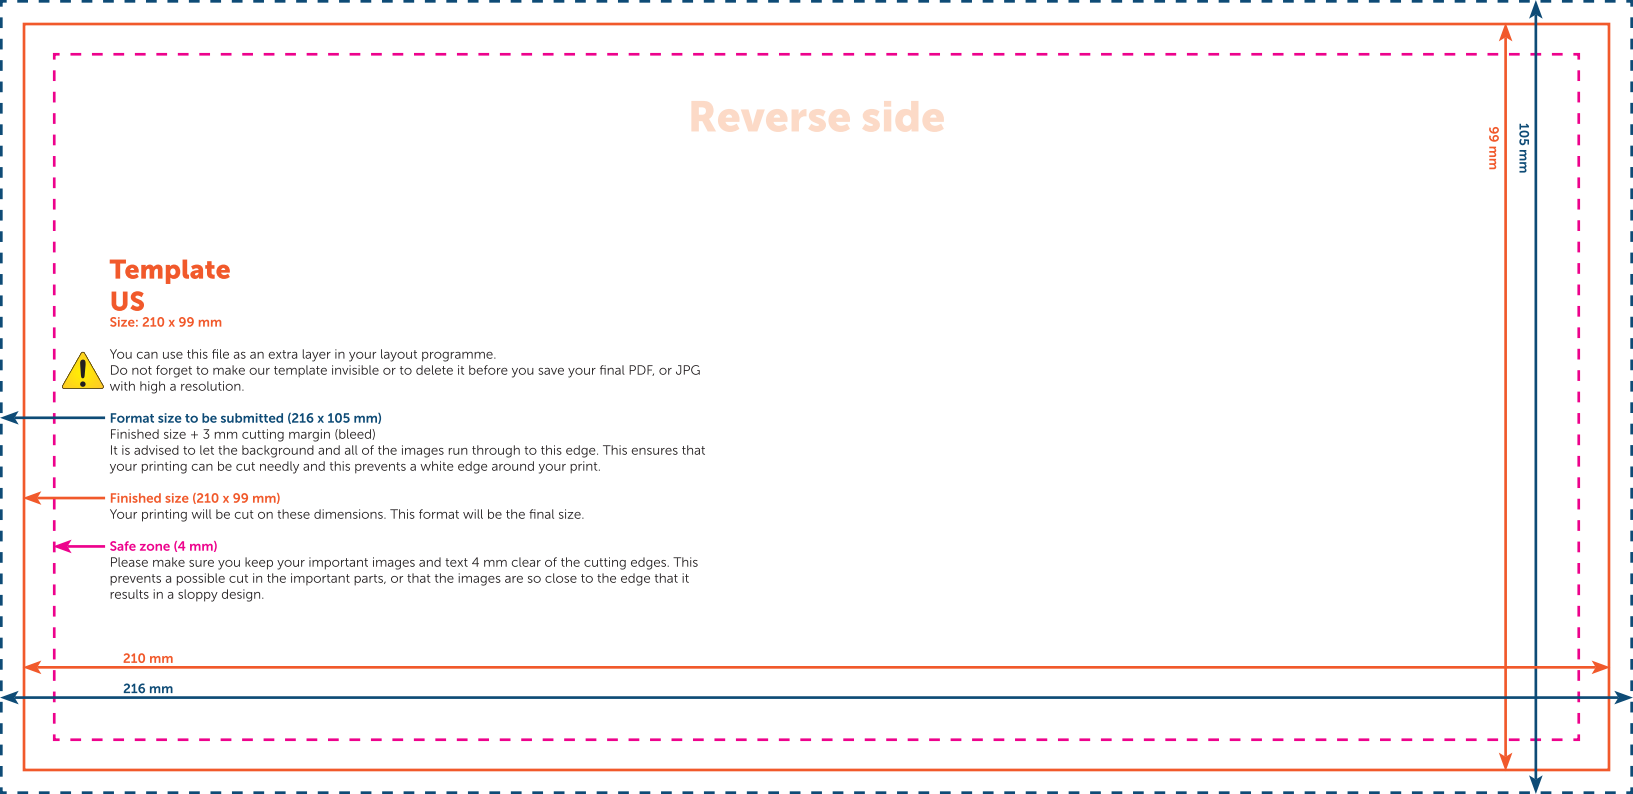 Reverse side
99 mm
105 mm
Template
US
Size: 210 x 99 mm
You can use this file as an extra layer in your layout programme.
Do not forget to make our template invisible or to delete it before you save your final PDF, or JPG
with high a resolution.
Format size to be submitted (216 x 105 mm)
Finished size + 3 mm cutting margin (bleed)
It is advised to let the background and all of the images run through to this edge. This ensures that
your printing can be cut needly and this prevents a white edge around your print.
Finished size (210 x 99 mm)
Your printing will be cut on these dimensions. This format will be the final size.
Safe zone (4 mm)
Please make sure you keep your important images and text 4 mm clear of the cutting edges. This
prevents a possible cut in the important parts, or that the images are so close to the edge that it
results in a sloppy design.
210 mm
216 mm